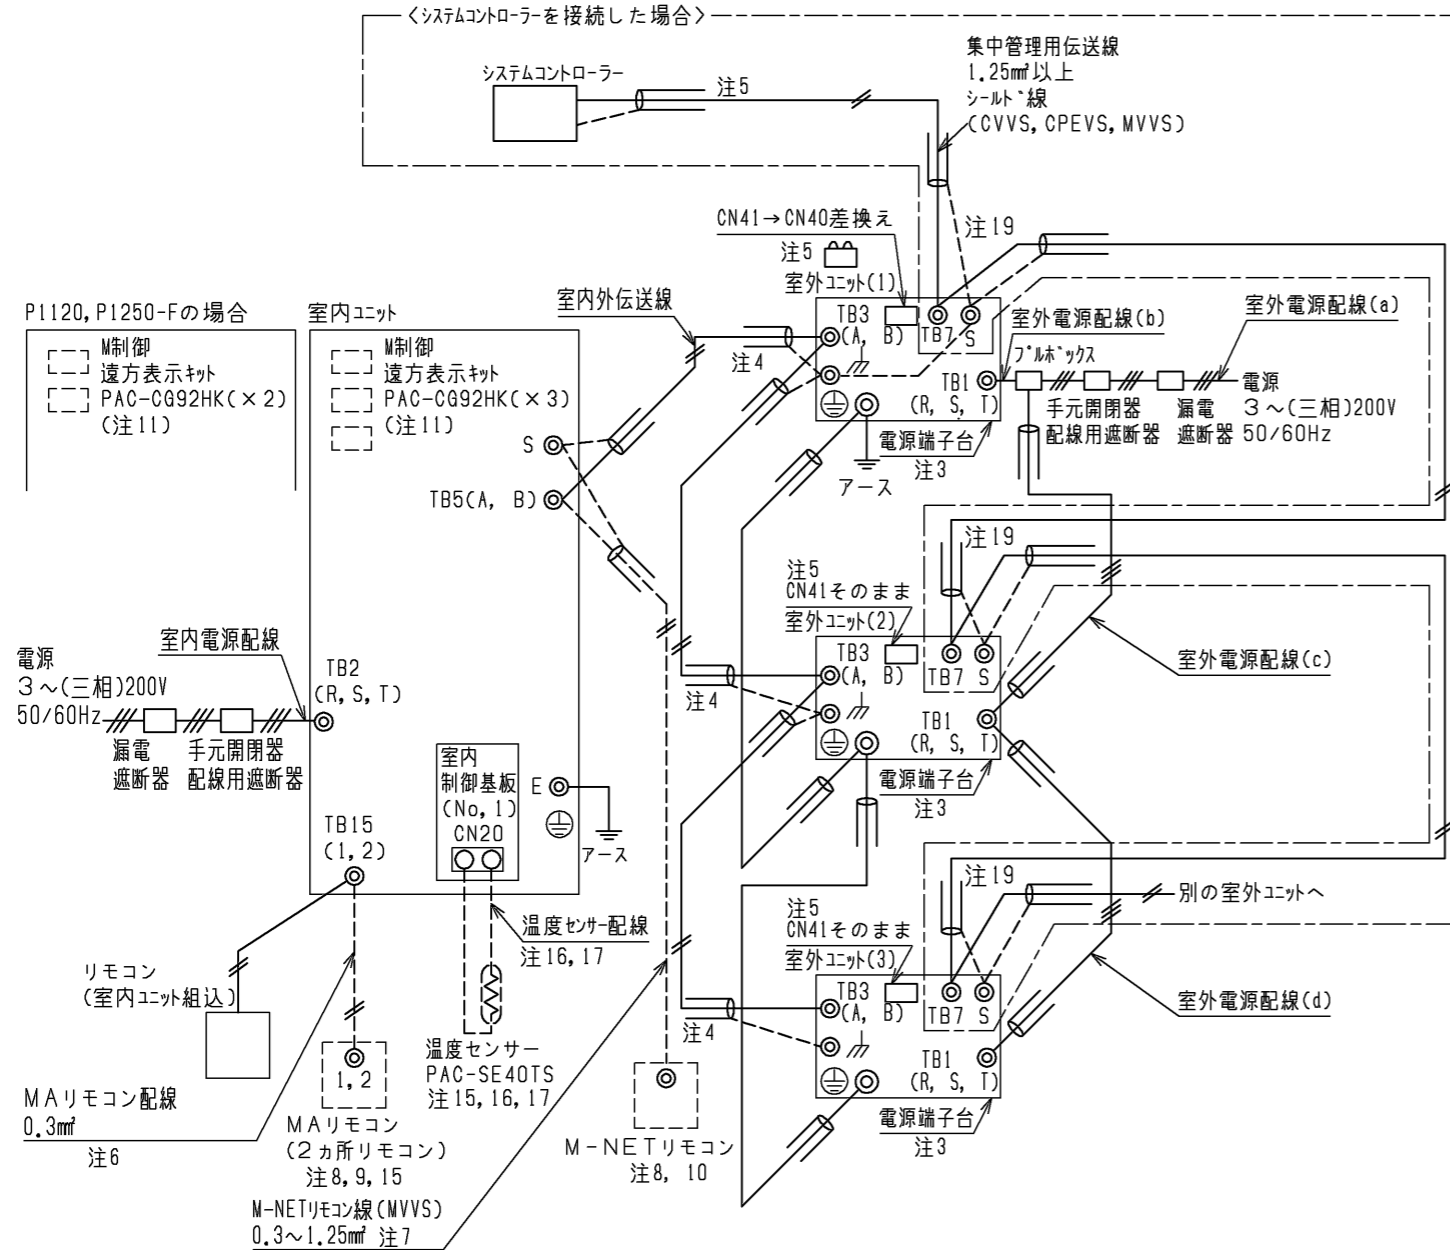 〈システムコントローラーを接続した場合〉
システムコントローラー
注5
集中管理用伝送線
1.25㎟以上
シールド線
(CVVS, CPEVS, MVVS)
CN41→CN40差換え
注5
室外ユニット(1)
注19
TB3
(A, B)
TB7
S
TB1
(R, S, T)
電源端子台
注3
アース
室外電源配線(b)
プルボックス
室外電源配線(a)
電源
3～(三相)200V
50/60Hz
手元開閉器
配線用遮断器
漏電
遮断器
P1120, P1250-Fの場合
M制御
遠方表示キット
PAC-CG92HK(×2)
(注11)
室内ユニット
M制御
遠方表示キット
PAC-CG92HK(×3)
(注11)
室内外伝送線
注4
S
TB5(A, B)
注19
注5
CN41そのまま
室外ユニット(2)
TB3
(A, B)
TB7
S
TB1
(R, S, T)
電源端子台
注3
注4
室外電源配線(c)
電源
3～(三相)200V
50/60Hz
室内電源配線
漏電
遮断器
手元開閉器
配線用遮断器
TB2
(R, S, T)
室内
制御基板
(No,1)
CN20
E
アース
TB15
(1, 2)
温度センサー配線
注16, 17
注19
別の室外ユニットへ
注5
CN41そのまま
室外ユニット(3)
TB3
(A, B)
TB7
S
TB1
(R, S, T)
電源端子台
注3
注4
室外電源配線(d)
リモコン
(室内ユニット組込)
MAリモコン配線
0.3㎟
注6
1, 2
MAリモコン
(2ヵ所リモコン)
注8, 9, 15
温度センサー
PAC-SE40TS
注15, 16, 17
M-NETリモコン
注8, 10
M-NETリモコン線(MVVS)
0.3～1.25㎟ 注7